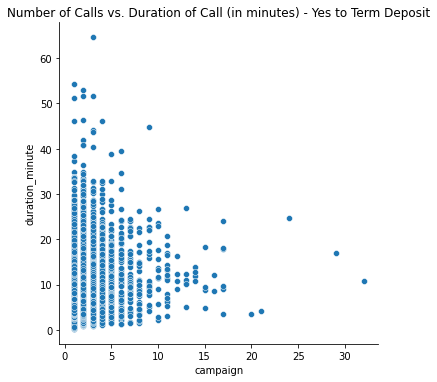 Number of Calls vs. Duration of Call (in minutes) - Yes to Term Deposit
60
50
40
30
20
10
0
duration_minute
0 5 10 15 20 25 30
campaign